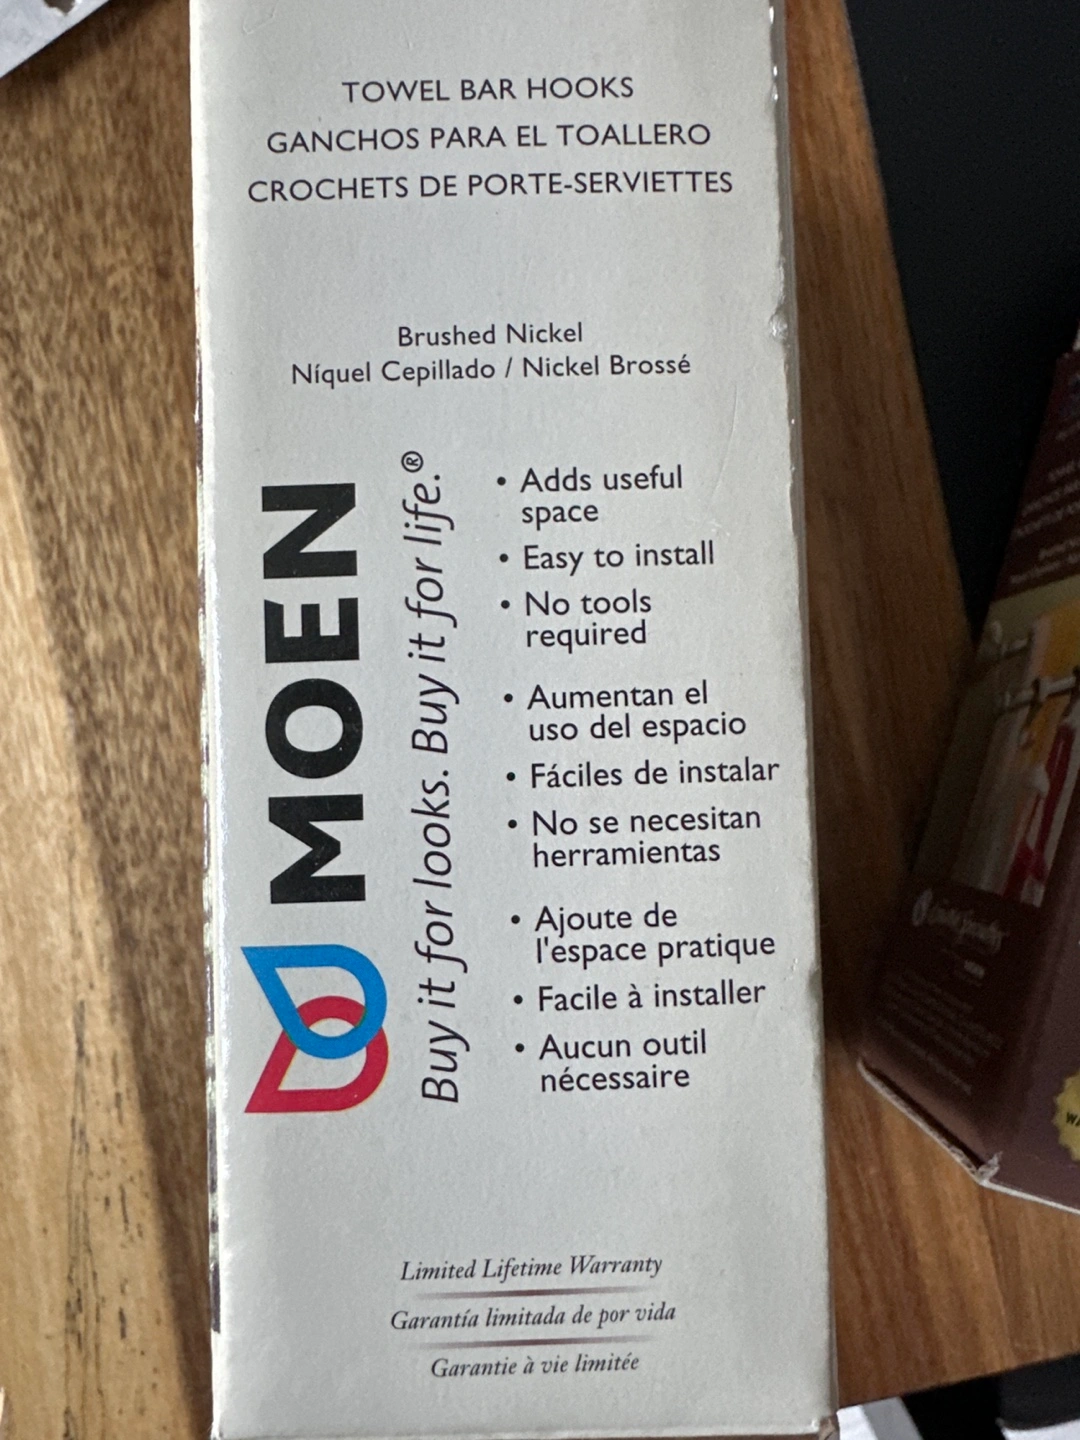 TOWEL BAR HOOKS
GANCHOS PARA EL TOALLERO
CROCHETS DE PORTE-SERVIETTES
Brushed Nickel
Níquel Cepillado / Nickel Brossé
MOEN
Buy it for looks. Buy it for life.®
• Adds useful
space
• Easy to install
• No tools
required
• Aumentan el
uso del espacio
• Fáciles de instalar
• No se necesitan
herramientas
• Ajoute de
l'espace pratique
• Facile à installer
• Aucun outil
nécessaire
Limited Lifetime Warranty
Garantía limitada de por vida
Garantie à vie limitée